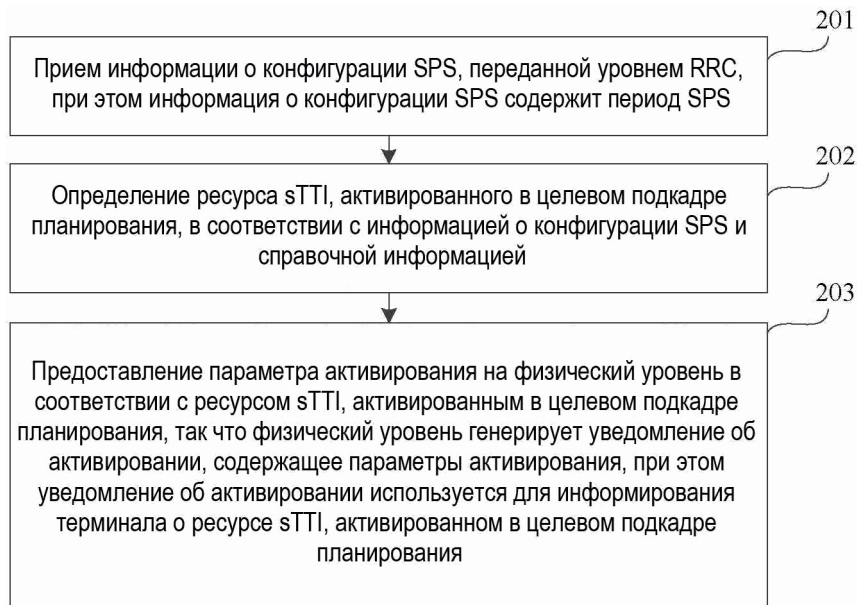 201
Прием информации о конфигурации SPS, переданной уровнем RRC,
при этом информация о конфигурации SPS содержит период SPS
202
Определение ресурса sTTI, активированного в целевом подкадре
планирования, в соответствии с информацией о конфигурации SPS и
справочной информацией
203
Предоставление параметра активирования на физический уровень в
соответствии с ресурсом sTTI, активированным в целевом подкадре
планирования, так что физический уровень генерирует уведомление об
активировании, содержащее параметры активирования, при этом
уведомление об активировании используется для информирования
терминала о ресурсе sTTI, активированном в целевом подкадре
планирования